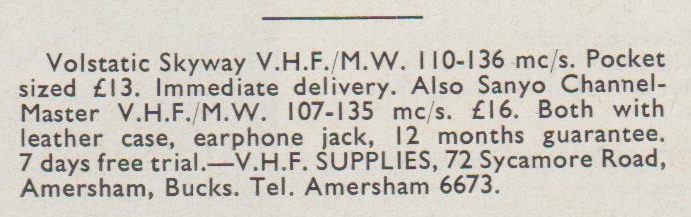 Volstatic Skyway V.H.F./M.W. 110-136 mc/s. Pocket
sized £13. Immediate delivery. Also Sanyo Channel-
Master V.H.F./M.W. 107-135 mc/s. £16. Both with
leather case, earphone jack, 12 months guarantee.
7 days free trial.—V.H.F. SUPPLIES, 72 Sycamore Road,
Amersham, Bucks. Tel. Amersham 6673.